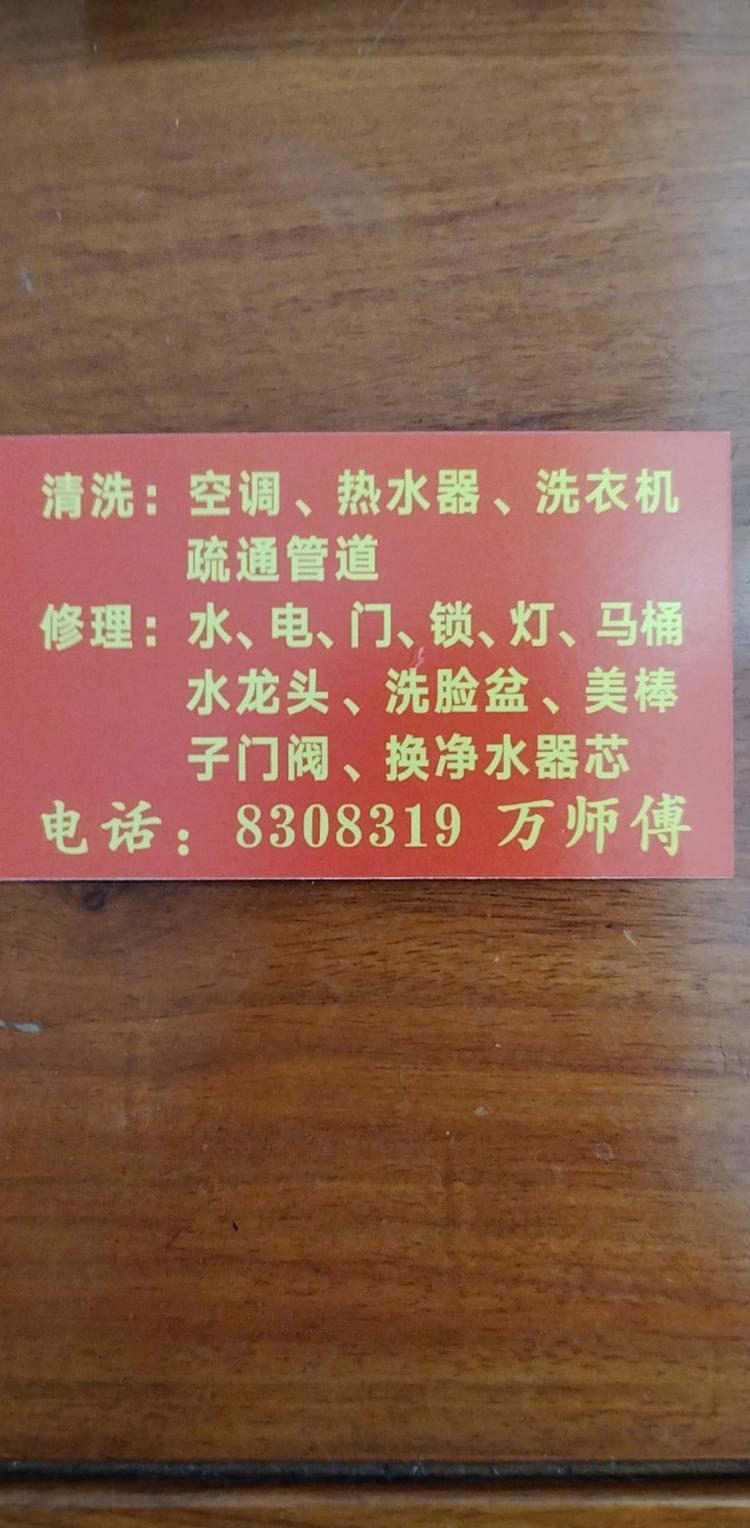 清洗：空调、热水器、洗衣机
疏通管道
修理：水、电、门、锁、灯、马桶
水龙头、洗脸盆、美棒
子门阀、换净水器芯
电话：8308319 万师傅